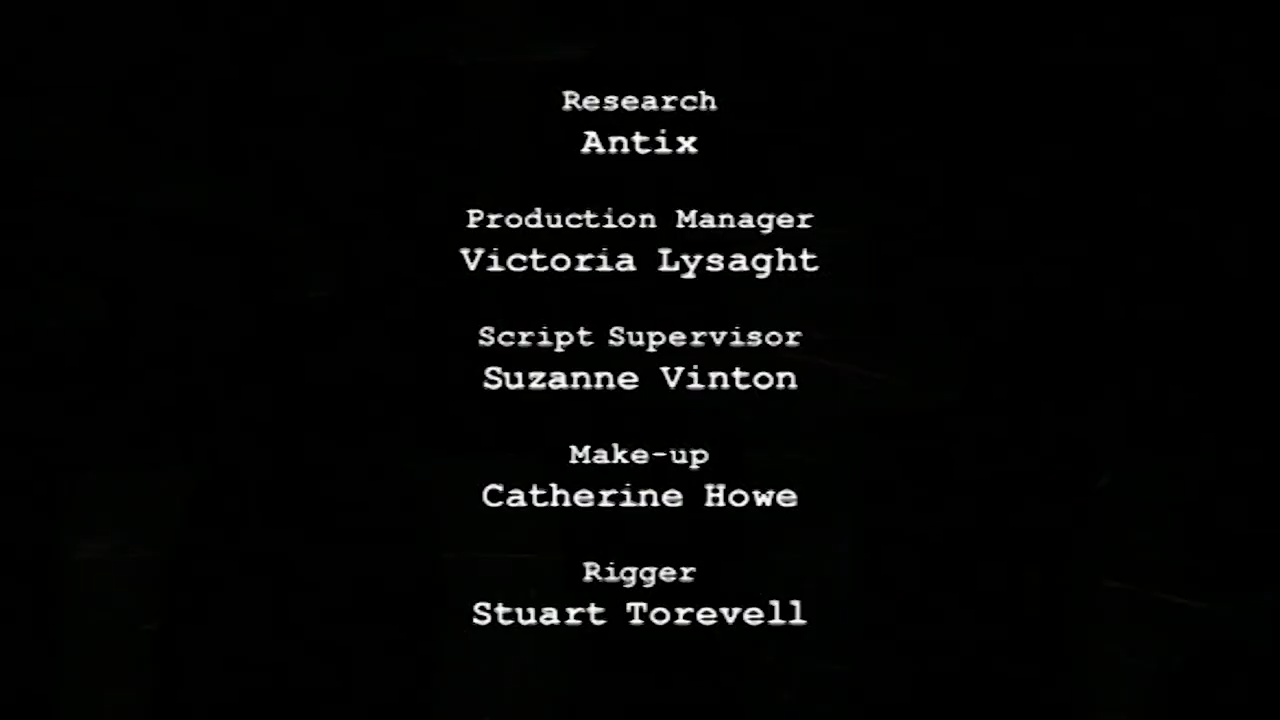 Research
Antix
Production Manager
Victoria Lysaght
Script Supervisor
Suzanne Vinton
Make-up
Catherine Howe
Rigger
Stuart Torevell